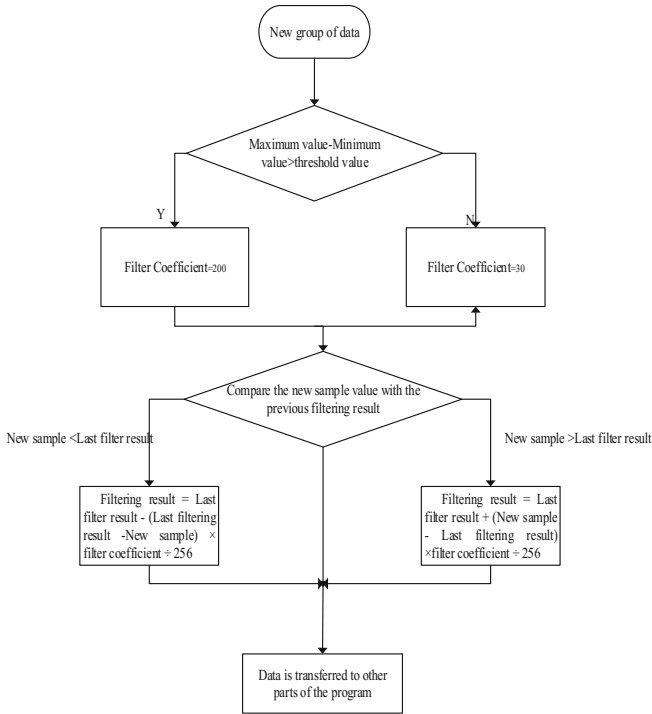 New group of data
Maximum value-Minimum
value>threshold value
Y
N
Filter Coefficient=200
Filter Coefficient=30
Compare the new sample value with the
previous filtering result
New sample <Last filter result
New sample >Last filter result
Filtering result = Last
filter result - (Last filtering
result -New sample) ×
filter coefficient ÷ 256
Filtering result = Last
filter result + (New sample
- Last filtering result)
×filter coefficient ÷ 256
Data is transferred to other
parts of the program